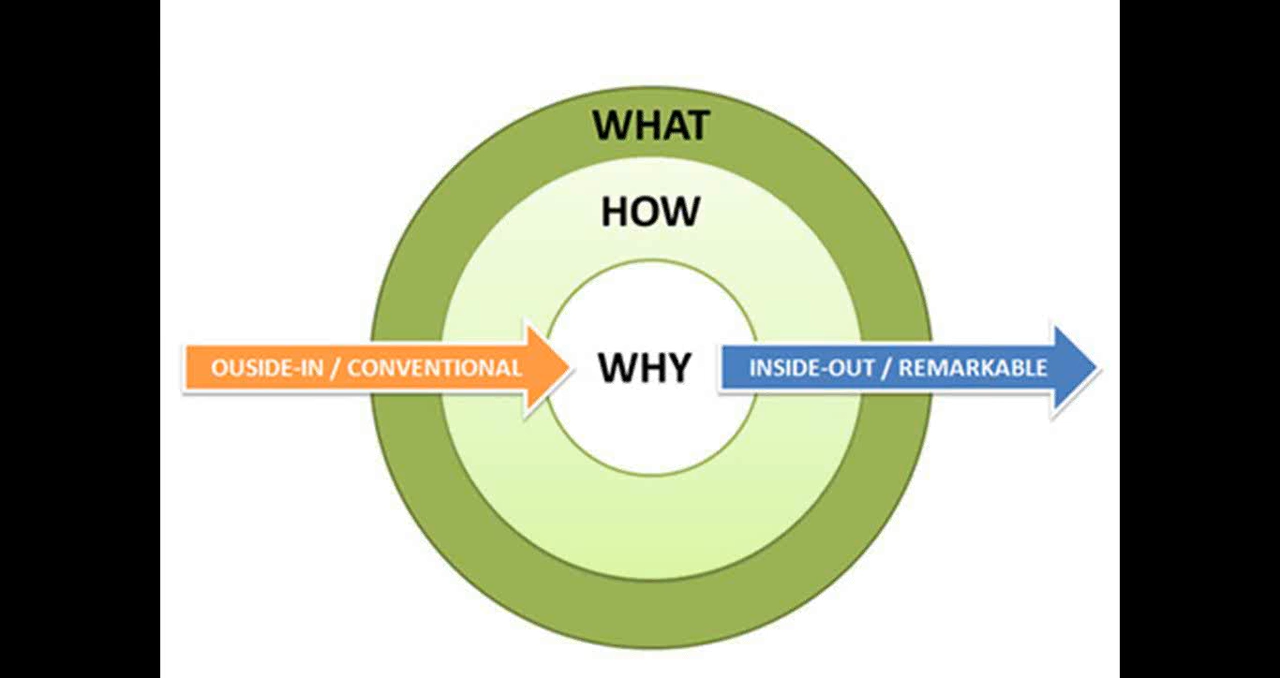 WHAT
HOW
OUSIDE-IN / CONVENTIONAL
WHY
INSIDE-OUT / REMARKABLE